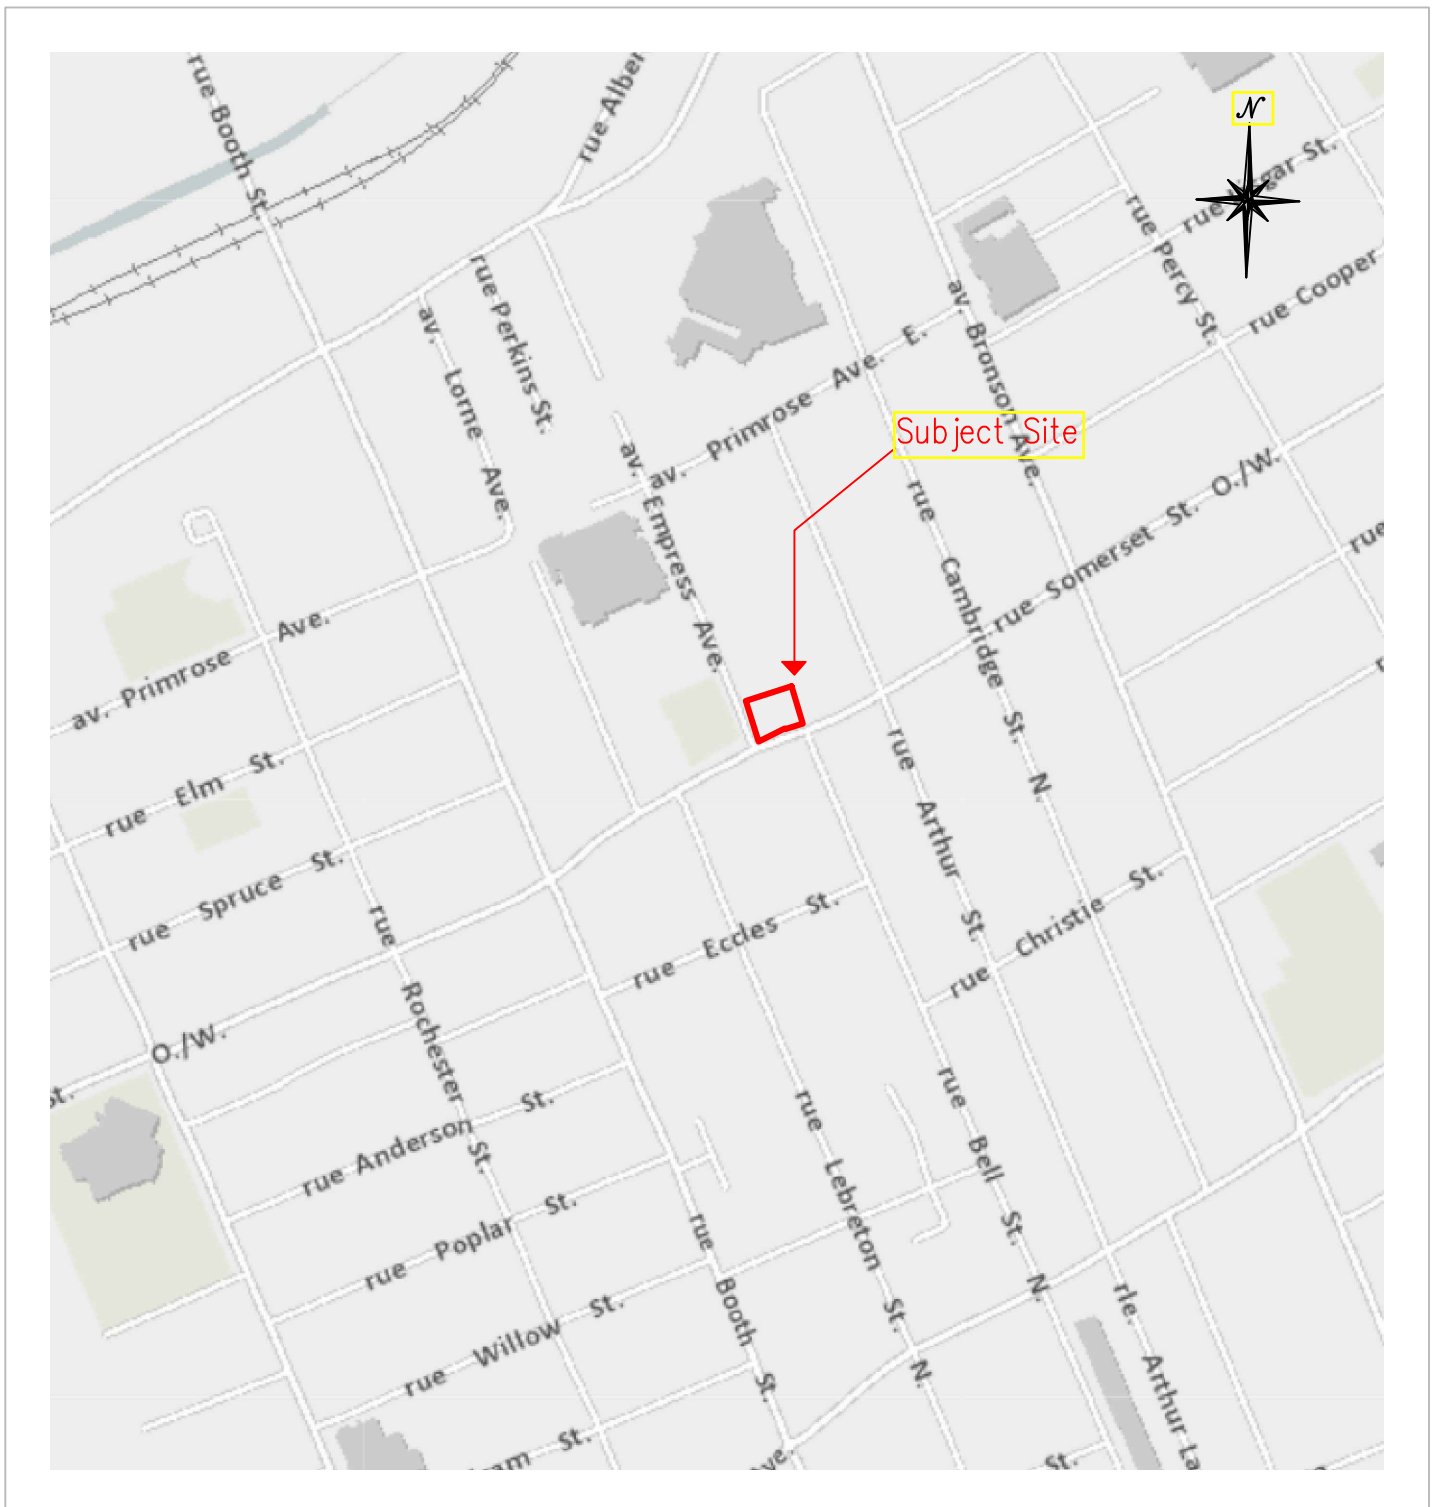 rue Booth St.
rue Alber
N
rue Perkins St.
av. Lorne Ave.
rue Percy St.
rue Cooper
av. Bronson Ave.
av. Primrose Ave. E.
Subject Site
av. Empress Ave.
rue Cambridge St. N.
rue Somerset St. O./W.
rue
av. Primrose Ave.
rue Elm St.
rue Spruce St.
rue Arthur St.
rue Eccles St.
rue Christie St.
O./W.
St.
rue Rochester St.
rue Anderson St.
rue Poplar St.
rue Willow St.
rue Booth St.
rue Lebreton St. N.
rue Bell St. N.
rle. Arthur La
am St.
ve.
St.